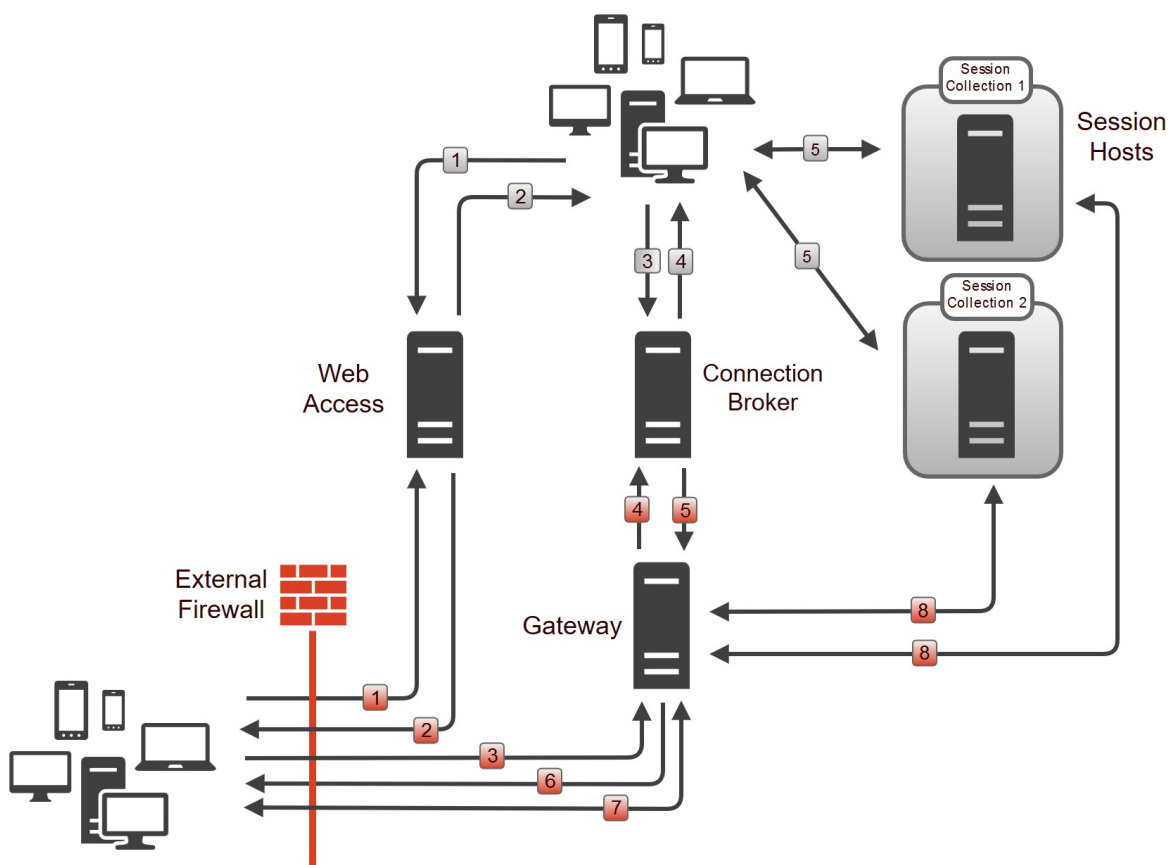 Session
Collection 1
Session
Hosts
1
5
2
3
4
5
Session
Collection 2
Web
Access
Connection
Broker
4
5
External
Firewall
Gateway
8
8
1
2
3
6
7